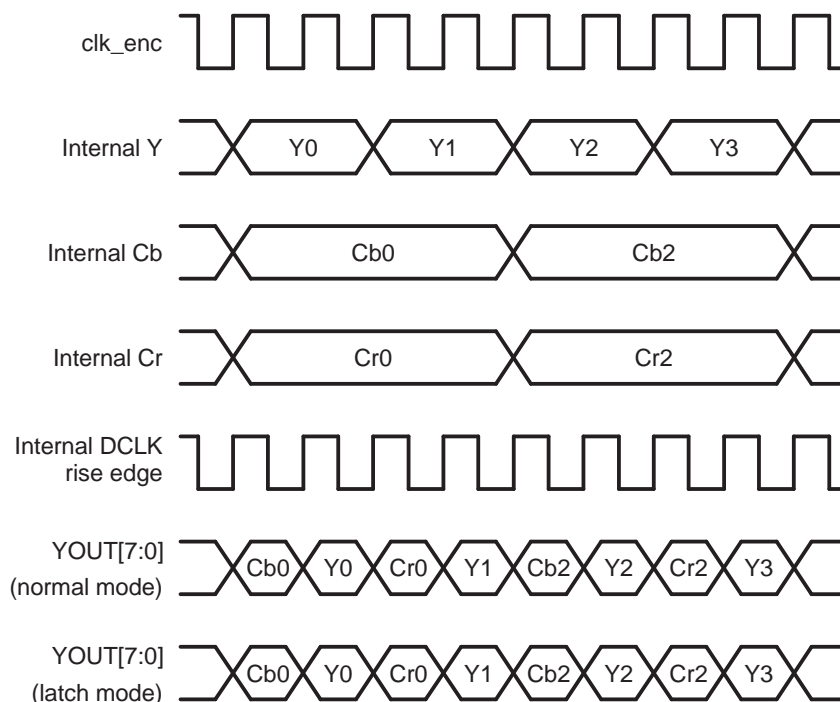 clk_enc
Internal Y Y0 Y1 Y2 Y3
Internal Cb Cb0 Cb2
Internal Cr Cr0 Cr2
Internal DCLK
rise edge
YOUT[7:0]
(normal mode) Cb0 Y0 Cr0 Y1 Cb2 Y2 Cr2 Y3
YOUT[7:0]
(latch mode) Cb0 Y0 Cr0 Y1 Cb2 Y2 Cr2 Y3